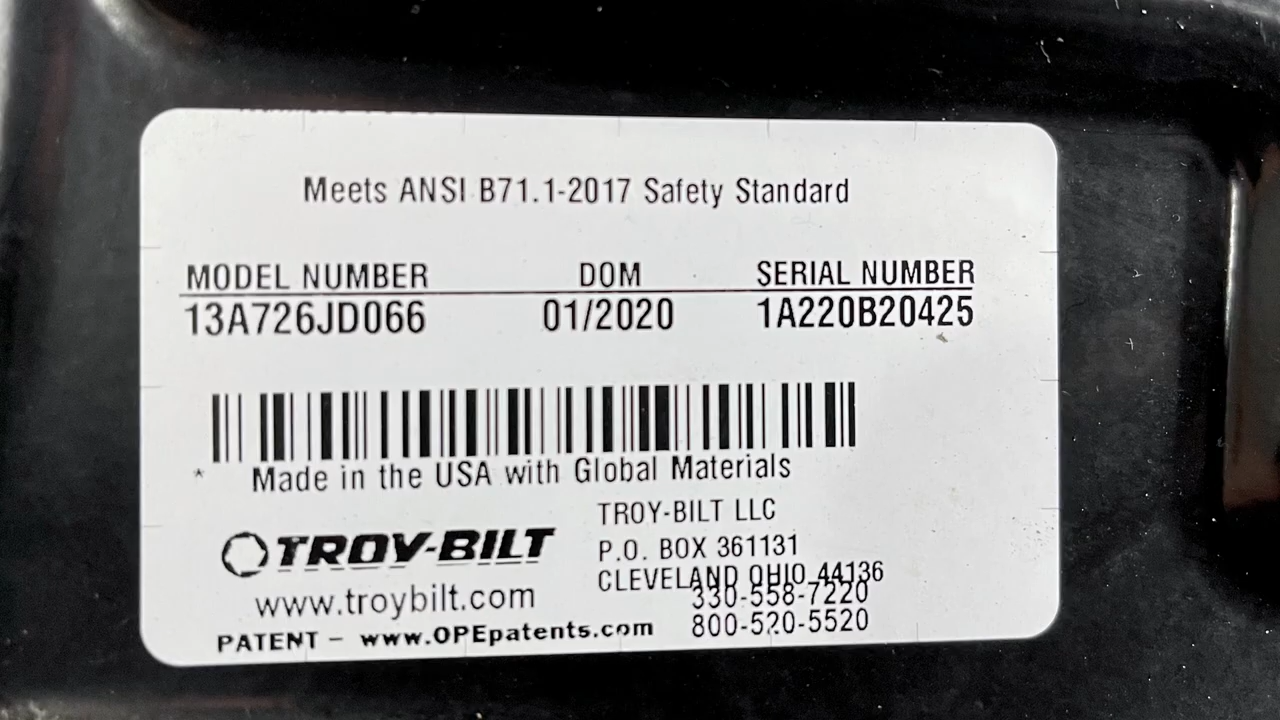 Meets ANSI B71.1-2017 Safety Standard
MODEL NUMBER DOM SERIAL NUMBER
13A726JD066 01/2020 1A220B20425
* Made in the USA with Global Materials
TROY-BILT
www.troybilt.com
PATENT - www.OPEpatents.com
TROY-BILT LLC
P.O. BOX 361131
CLEVELAND OHIO 44136
330-558-7220
800-520-5520